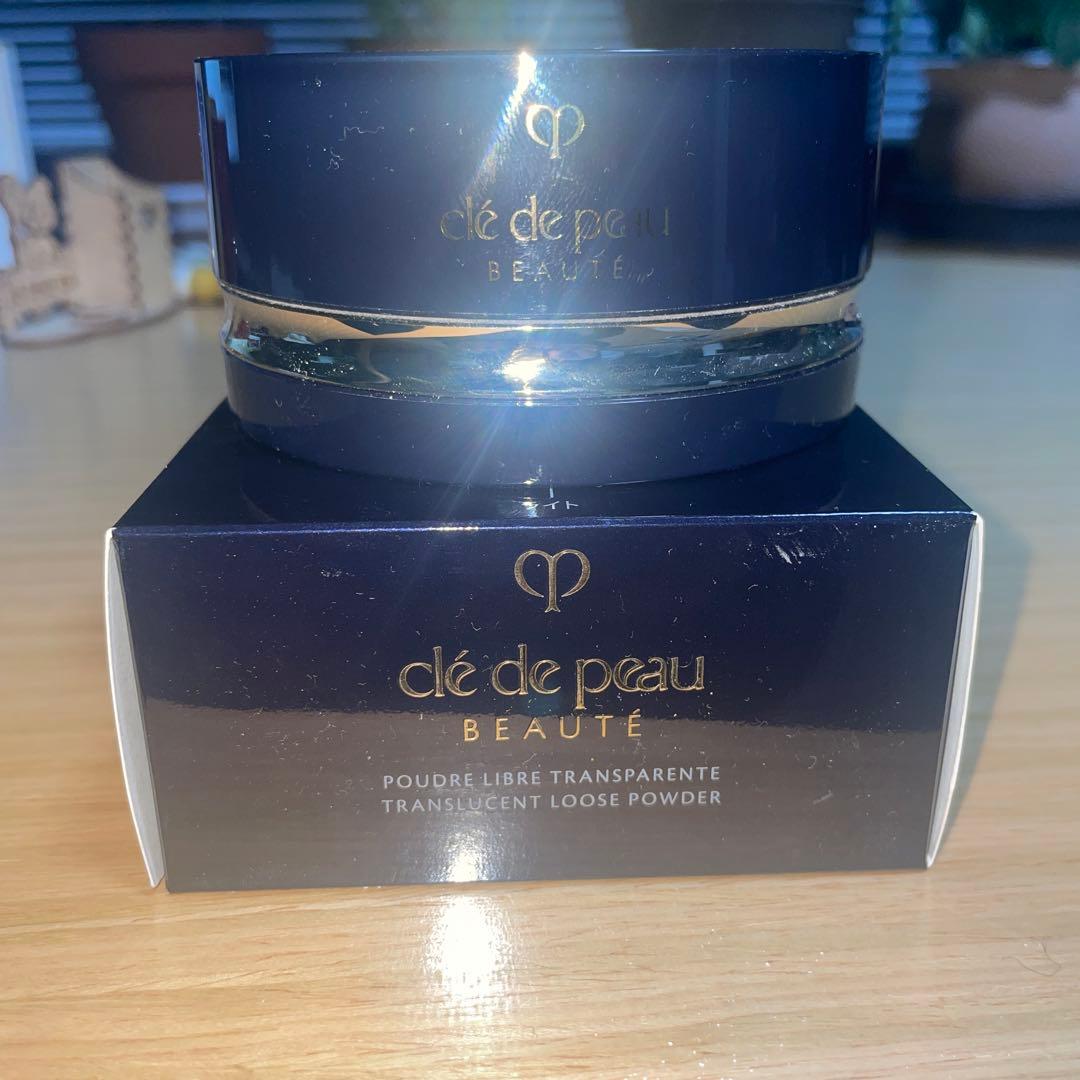 clé de peau
BEAUTÉ
clé de peau
BEAUTÉ
POUDRE LIBRE TRANSPARENTE
TRANSLUCENT LOOSE POWDER